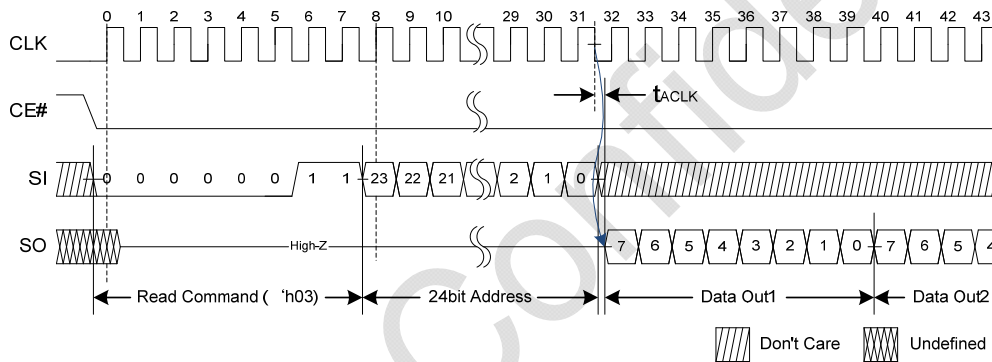 0 1 2 3 4 5 6 7 8 9 10 29 30 31 32 33 34 35 36 37 38 39 40 41 42 43
CLK
CE#
tACLK
SI 0 0 0 0 0 0 1 1 23 22 21 2 1 0
SO High-Z 7 6 5 4 3 2 1 0 7 6 5 4
Read Command ( 'h03) 24bit Address Data Out1 Data Out2
Don't Care Undefined
Confide